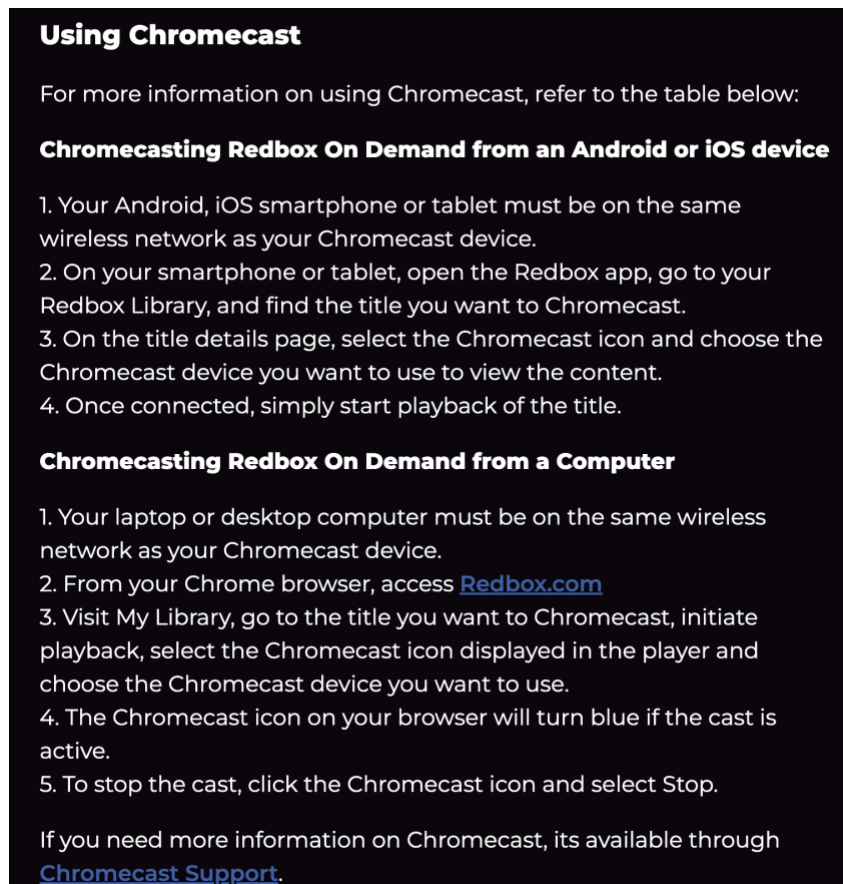 Using Chromecast
For more information on using Chromecast, refer to the table below:
Chromecasting Redbox On Demand from an Android or iOS device
1. Your Android, iOS smartphone or tablet must be on the same
wireless network as your Chromecast device.
2. On your smartphone or tablet, open the Redbox app, go to your
Redbox Library, and find the title you want to Chromecast.
3. On the title details page, select the Chromecast icon and choose the
Chromecast device you want to use to view the content.
4. Once connected, simply start playback of the title.
Chromecasting Redbox On Demand from a Computer
1. Your laptop or desktop computer must be on the same wireless
network as your Chromecast device.
2. From your Chrome browser, access Redbox.com
3. Visit My Library, go to the title you want to Chromecast, initiate
playback, select the Chromecast icon displayed in the player and
choose the Chromecast device you want to use.
4. The Chromecast icon on your browser will turn blue if the cast is
active.
5. To stop the cast, click the Chromecast icon and select Stop.
If you need more information on Chromecast, its available through
Chromecast Support.